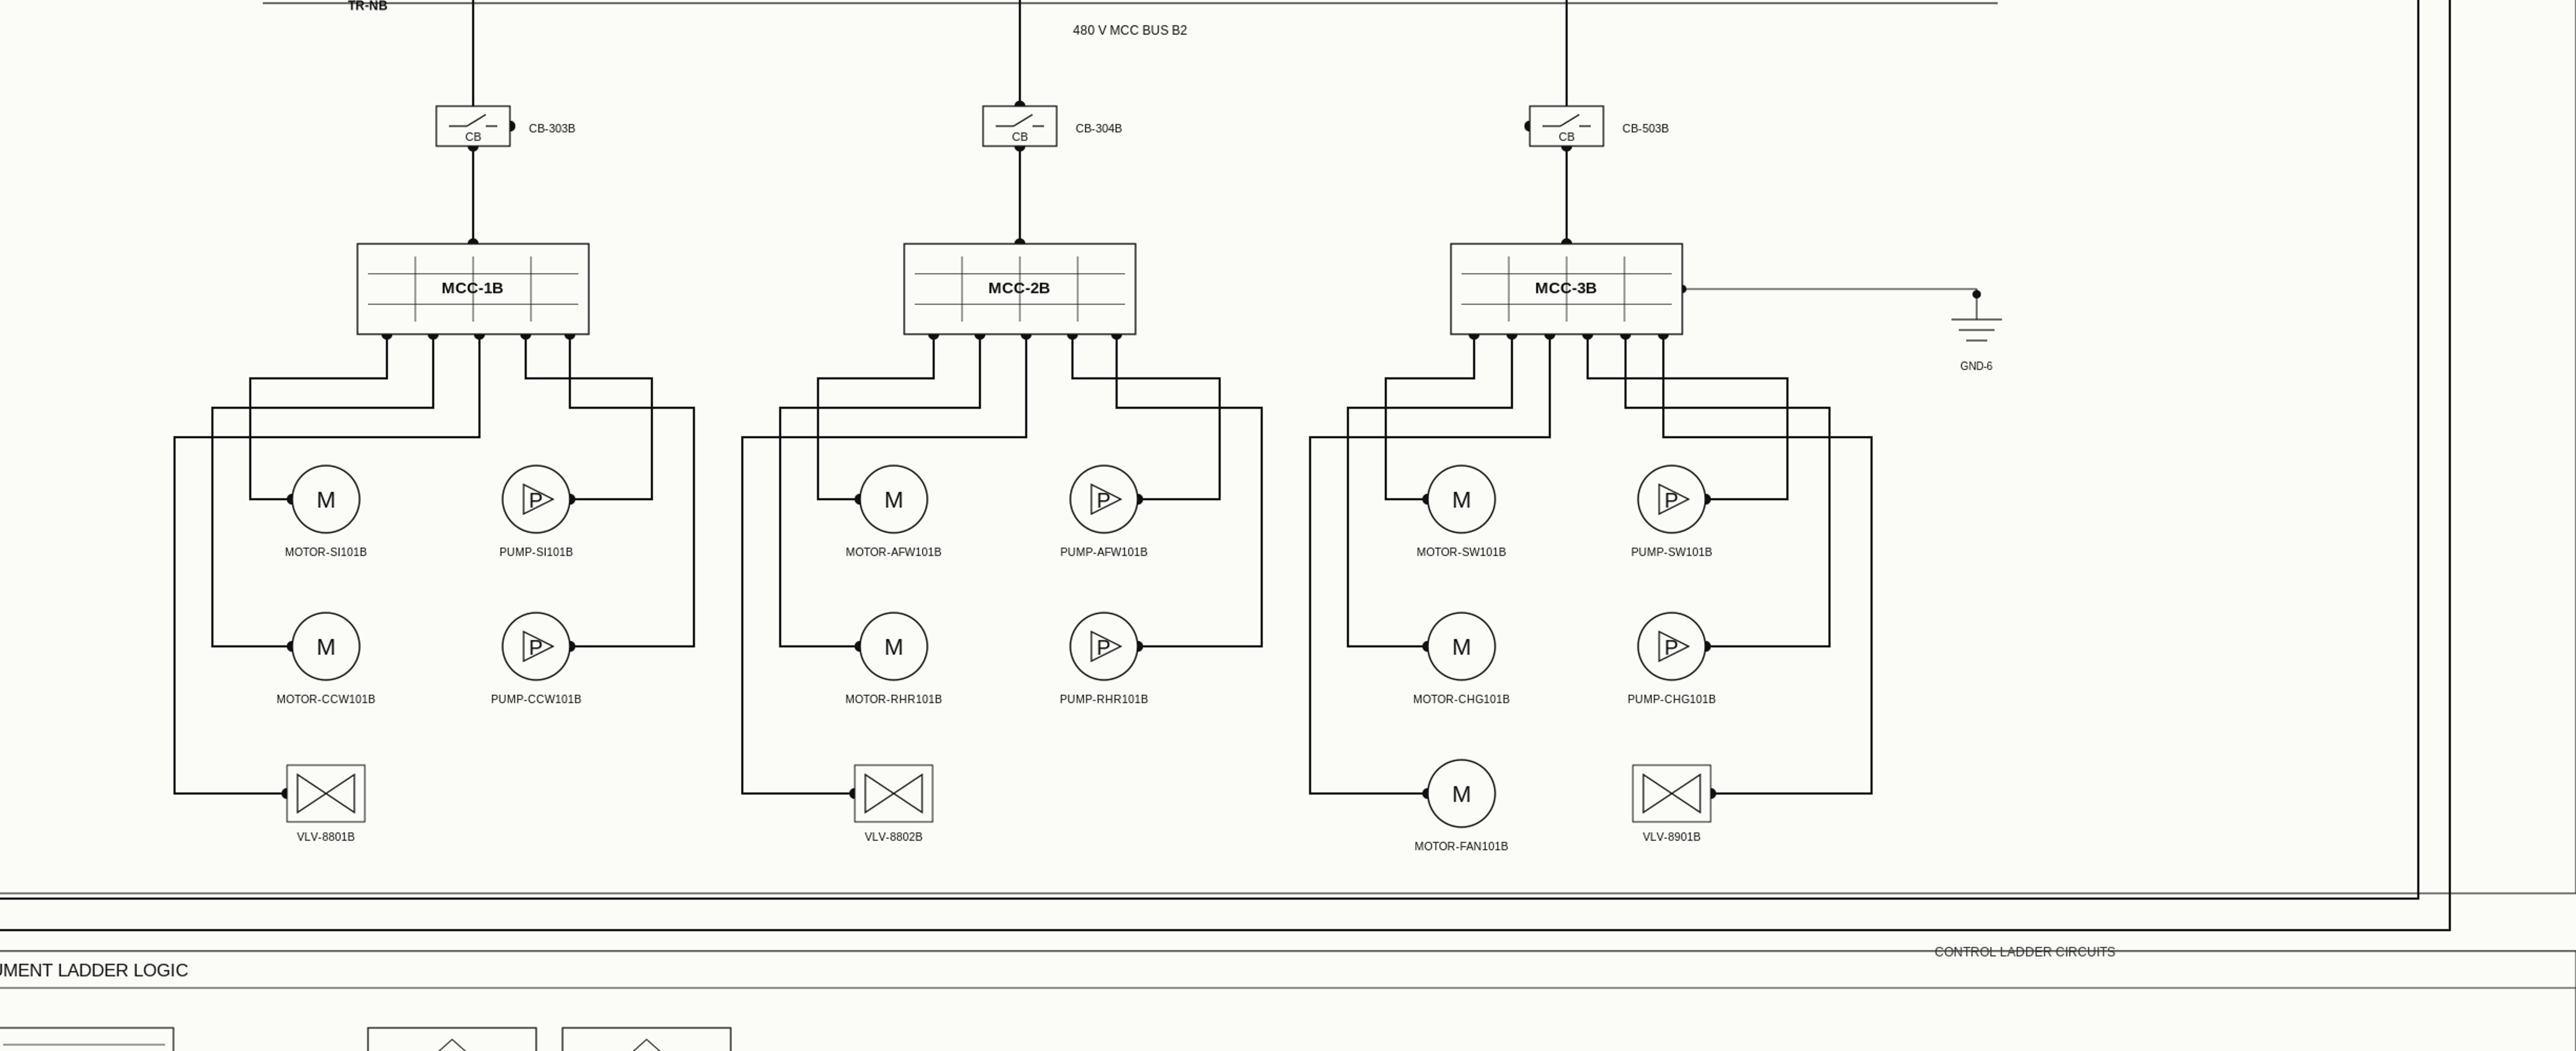 TR-NB
480 V MCC BUS B2
CB
CB-303B
CB
CB-304B
CB
CB-503B
MCC-1B
MCC-2B
MCC-3B
GND-6
M
P
M
P
M
P
MOTOR-SI101B
PUMP-SI101B
MOTOR-AFW101B
PUMP-AFW101B
MOTOR-SW101B
PUMP-SW101B
M
P
M
P
M
P
MOTOR-CCW101B
PUMP-CCW101B
MOTOR-RHR101B
PUMP-RHR101B
MOTOR-CHG101B
PUMP-CHG101B
M
VLV-8801B
VLV-8802B
MOTOR-FAN101B
VLV-8901B
CONTROL LADDER CIRCUITS
UMENT LADDER LOGIC